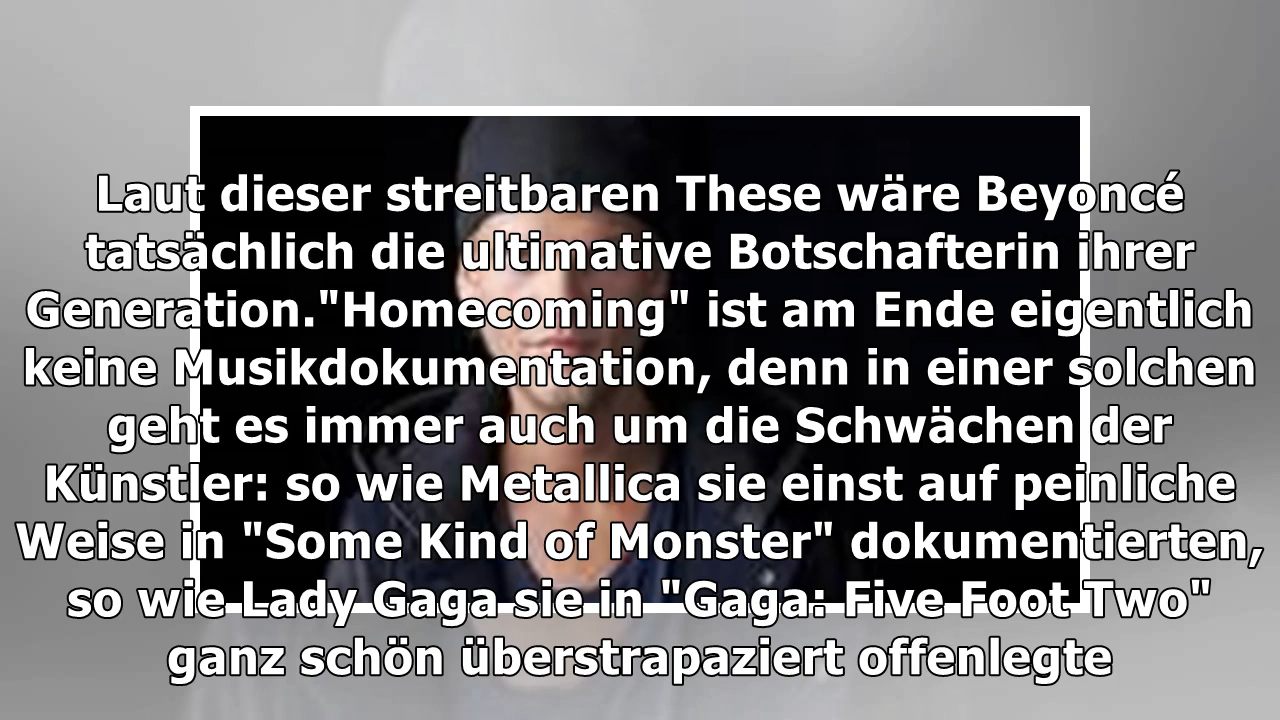 Laut dieser streitbaren These wäre Beyoncé
tatsächlich die ultimative Botschafterin ihrer
Generation."Homecoming" ist am Ende eigentlich
keine Musikdokumentation, denn in einer solchen
geht es immer auch um die Schwächen der
Künstler: so wie Metallica sie einst auf peinliche
Weise in "Some Kind of Monster" dokumentierten,
so wie Lady Gaga sie in "Gaga: Five Foot Two"
ganz schön überstrapaziert offenlegte